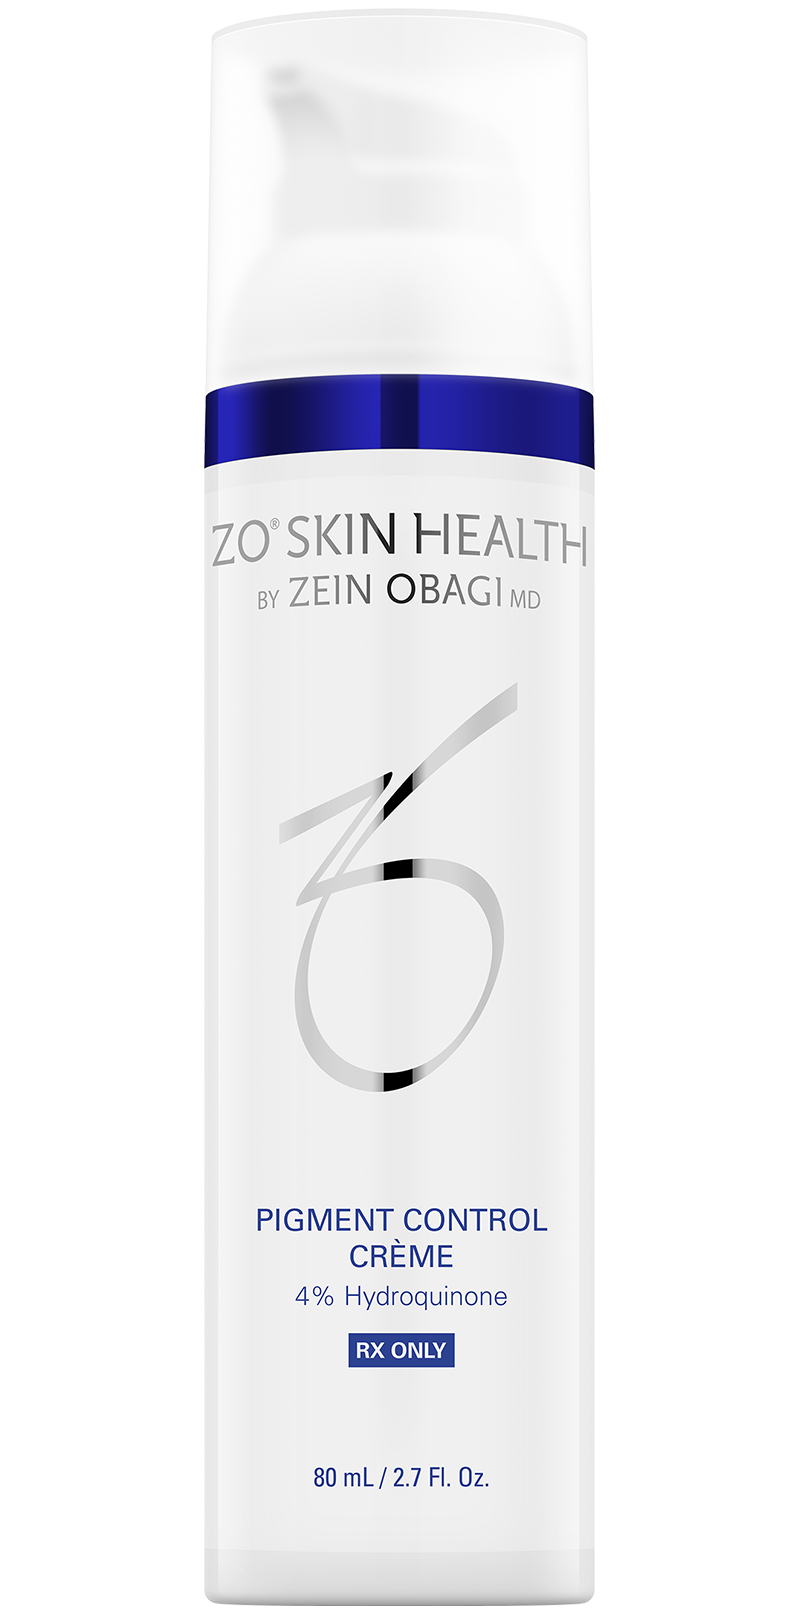 ZO® SKIN HEALTH
BY ZEIN OBAGI MD
PIGMENT CONTROL
CRÈME
4% Hydroquinone
RX ONLY
80 mL / 2.7 Fl. Oz.